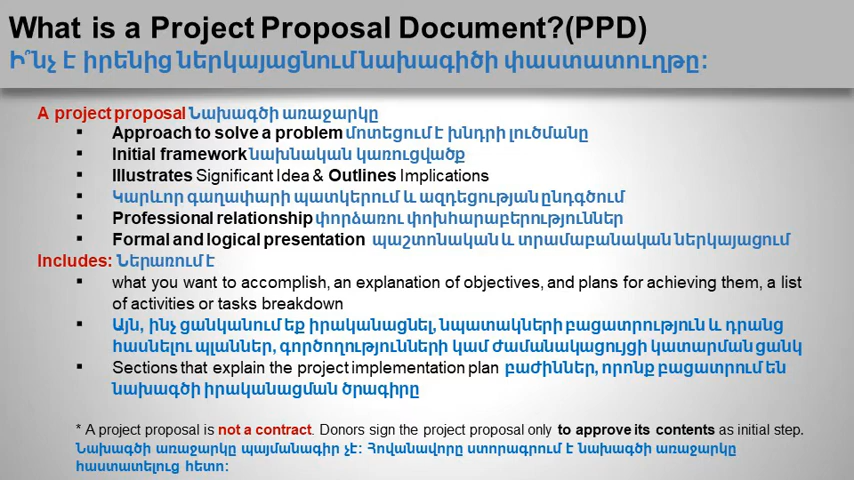 What is a Project Proposal Document?(PPD)
Ի՞նչ է իրենից ներկայացնում նախագիծի փաստատուղթը:
A project proposal Նախագծի առաջարկը
▪ Approach to solve a problem մոտեցում է խնդրի լուծմանը
▪ Initial framework նախնական կառուցվածք
▪ Illustrates Significant Idea & Outlines Implications
▪ Կարևոր գաղափարի պատկերում և ազդեցության ընդգծում
▪ Professional relationship փորձառու փոխհարաբերություններ
▪ Formal and logical presentation պաշտոնական և տրամաբանական ներկայացում
Includes: Ներառում է
▪ what you want to accomplish, an explanation of objectives, and plans for achieving them, a list
of activities or tasks breakdown
▪ Այն, ինչ ցանկանում եք իրականացնել, նպատակների բացատրություն և դրանց
հասնելու պլաններ, գործողությունների կամ ժամանակացույցի կատարման ցանկ
▪ Sections that explain the project implementation plan բաժիններ, որոնք բացատրում են
նախագծի իրականացման ծրագիրը
* A project proposal is not a contract. Donors sign the project proposal only to approve its contents as initial step.
Նախագծի առաջարկը պայմանագիր չէ: Հովանավորը ստորագրում է նախագծի առաջարկը
հաստատելուց հետո: